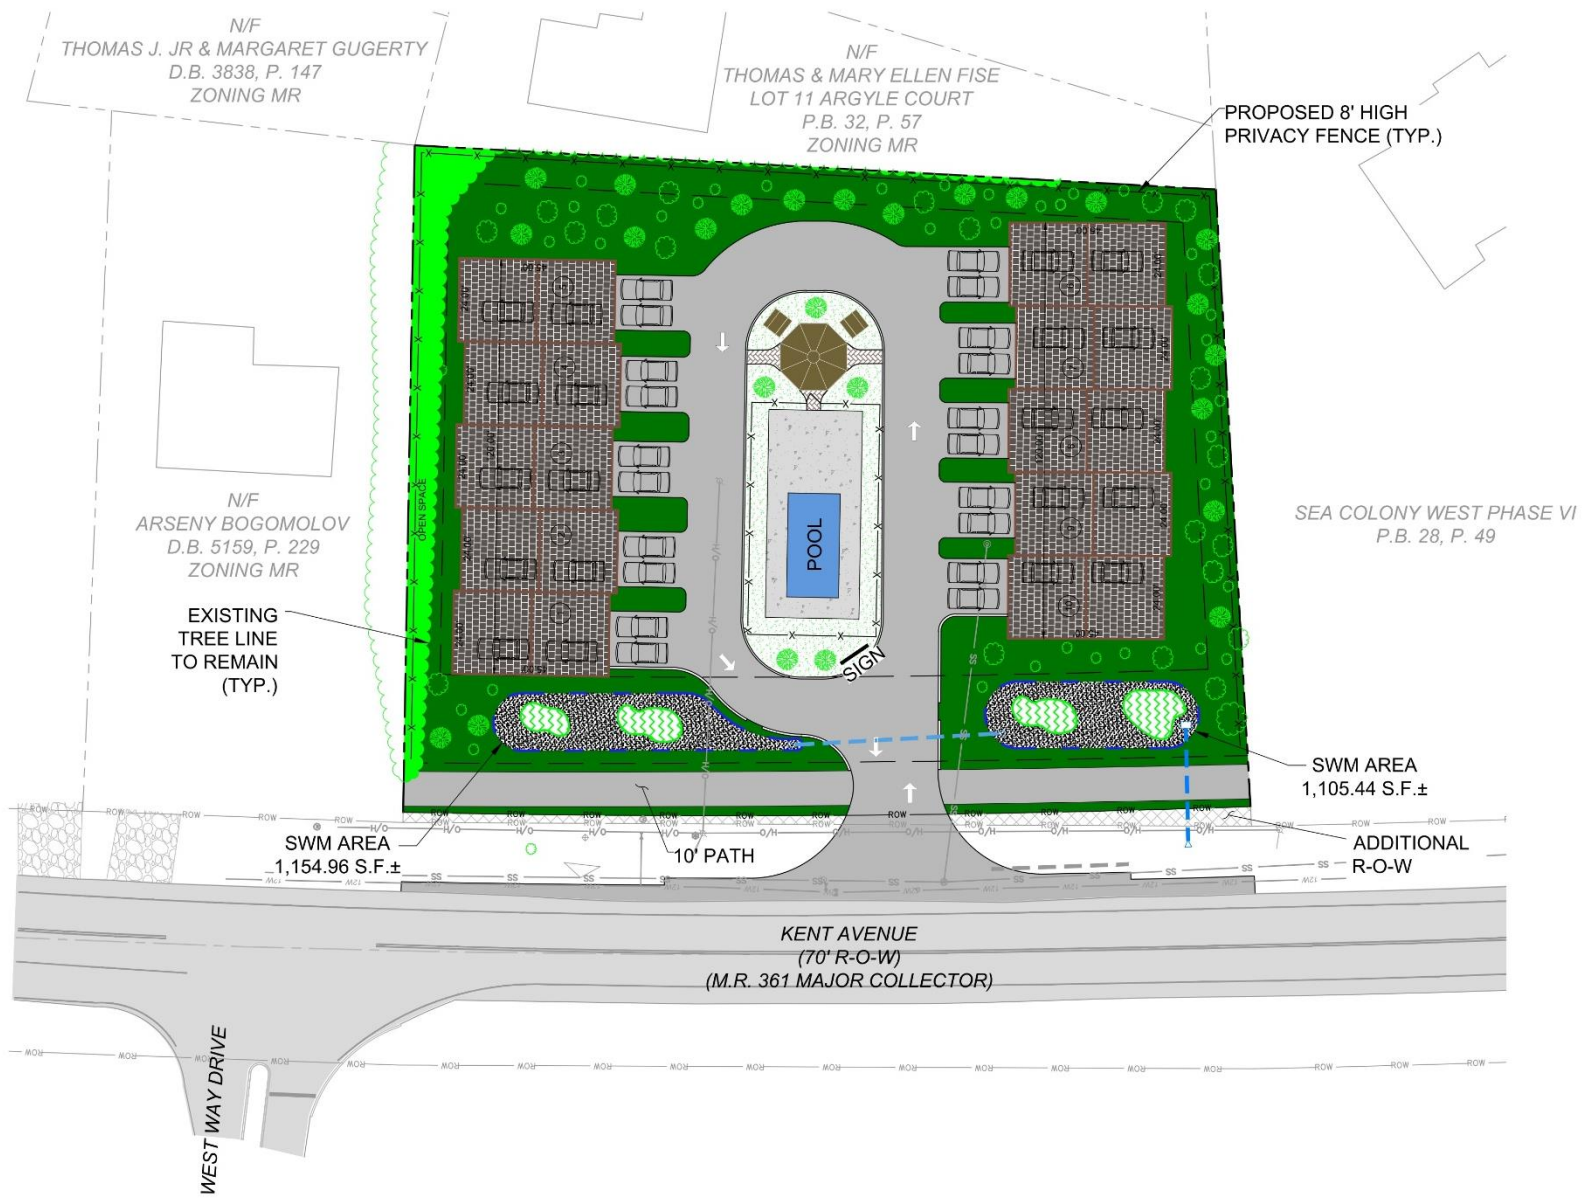 N/F
THOMAS J. JR & MARGARET GUGERTY
D.B. 3838, P. 147
ZONING MR
N/F
THOMAS & MARY ELLEN FISE
LOT 11 ARGYLE COURT
P.B. 32, P. 57
ZONING MR
PROPOSED 8' HIGH
PRIVACY FENCE (TYP.)
N/F
ARSENY BOGOMOLOV
D.B. 5159, P. 229
ZONING MR
OPEN SPACE
POOL
SEA COLONY WEST PHASE VI
P.B. 28, P. 49
EXISTING
TREE LINE
TO REMAIN
(TYP.)
SIGN
SWM AREA
1,105.44 S.F.±
SWM AREA
1,154.96 S.F.±
10' PATH
ADDITIONAL
R-O-W
ROW
KENT AVENUE
(70' R-O-W)
(M.R. 361 MAJOR COLLECTOR)
WEST WAY DRIVE